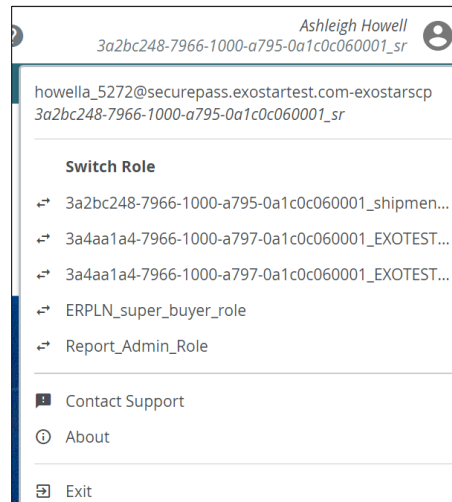 Ashleigh Howell
3a2bc248-7966-1000-a795-0a1c0c060001_sr
howella_5272@securepass.exostartest.com-exostarscp
3a2bc248-7966-1000-a795-0a1c0c060001_sr
Switch Role
3a2bc248-7966-1000-a795-0a1c0c060001_shipmen...
3a4aa1a4-7966-1000-a797-0a1c0c060001_EXOTEST...
3a4aa1a4-7966-1000-a797-0a1c0c060001_EXOTEST...
ERPLN_super_buyer_role
Report_Admin_Role
Contact Support
About
Exit